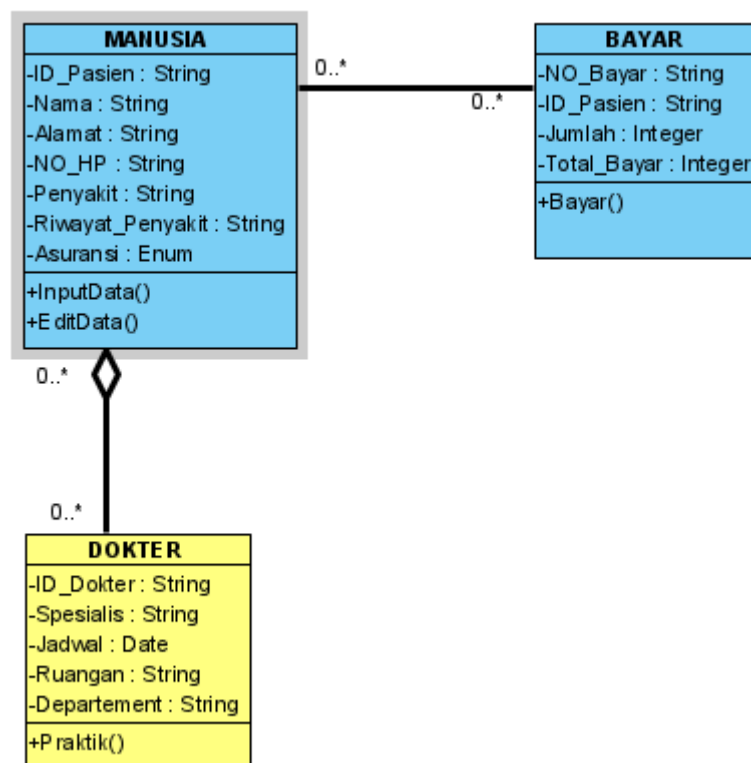 MANUSIA
-ID_Pasien : String
-Nama : String
-Alamat : String
-NO_HP : String
-Penyakit : String
-Riwayat_Penyakit : String
-Asuransi : Enum
+InputData()
+EditData()
0..*
0..*
BAYAR
-NO_Bayar : String
-ID_Pasien : String
-Jumlah : Integer
-Total_Bayar : Integer
+Bayar()
0..*
0..*
DOKTER
-ID_Dokter : String
-Spesialis : String
-Jadwal : Date
-Ruangan : String
-Departement : String
+Praktik()